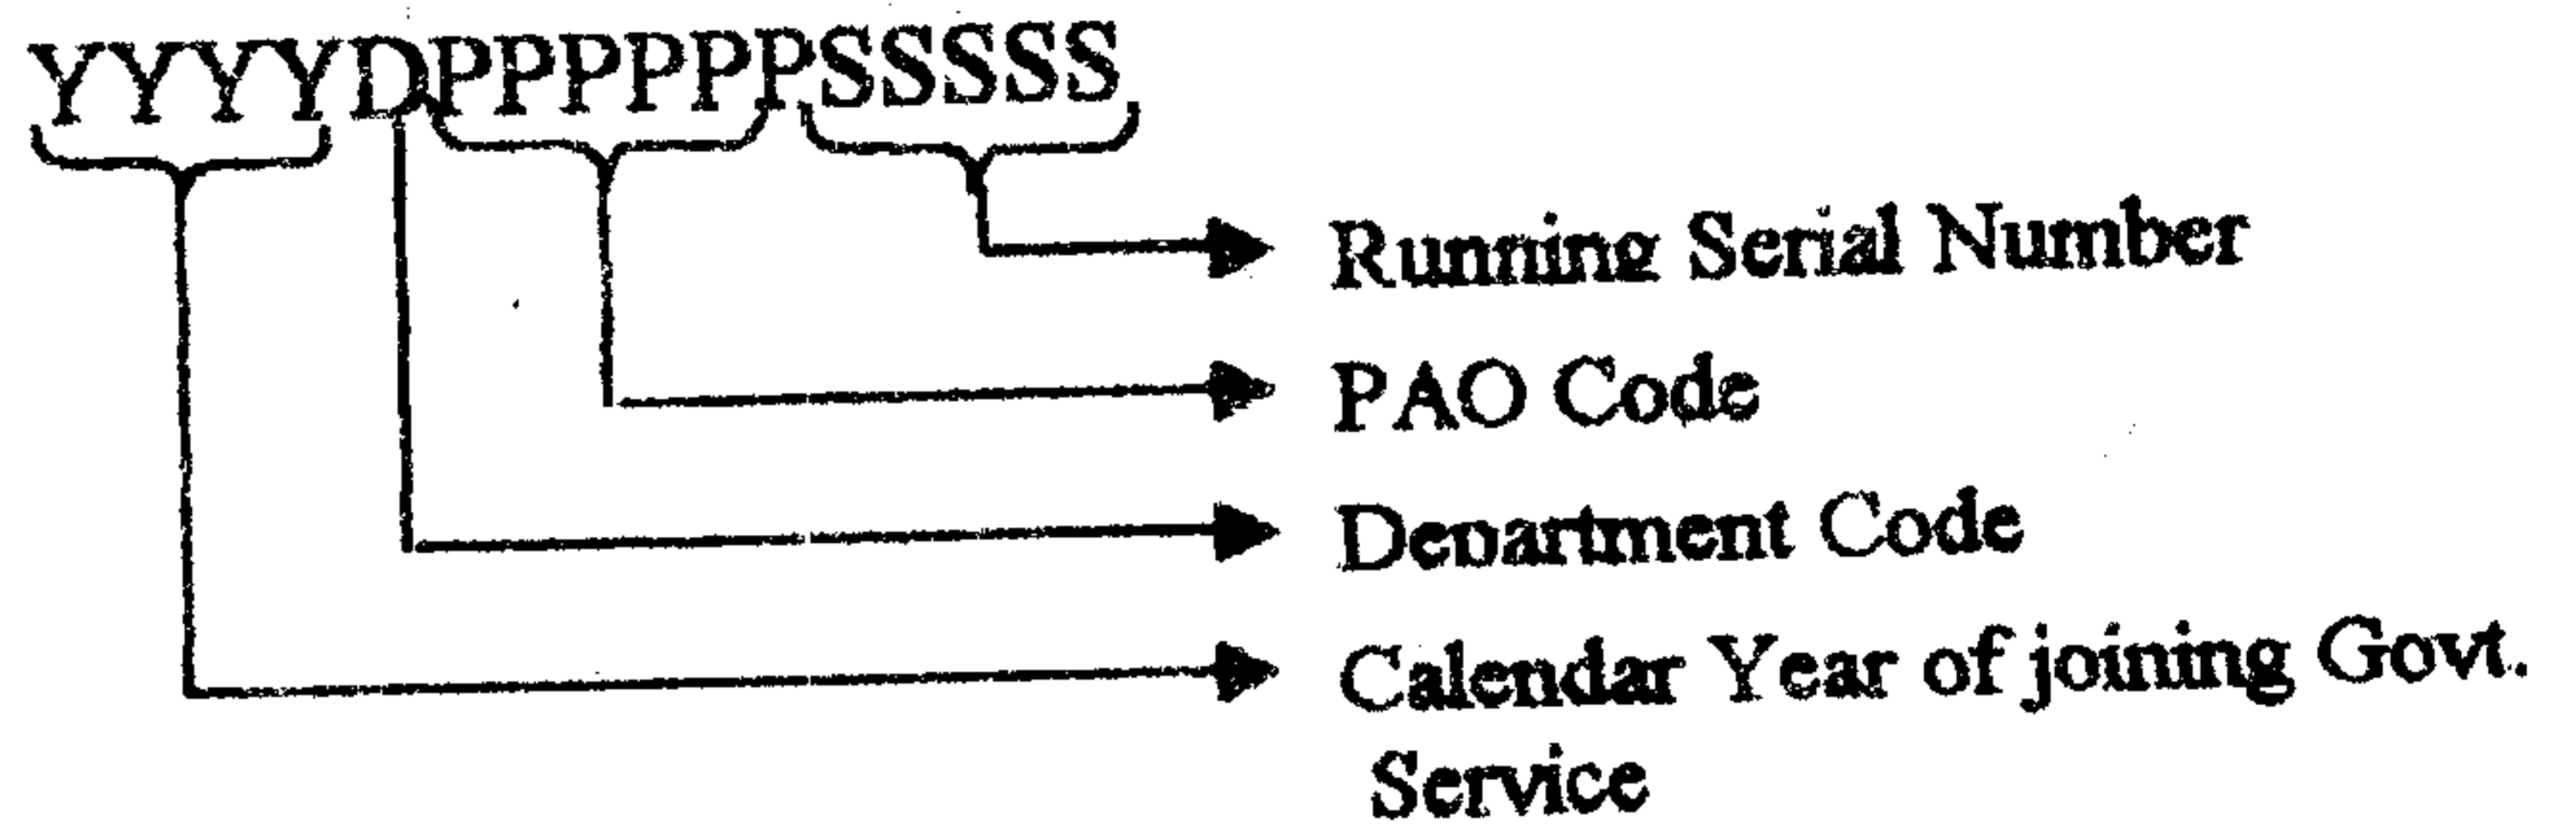 YYYYDPPPPPPSSSSS
Running Serial Number
PAO Code
Department Code
Calendar Year of joining Govt.
Service